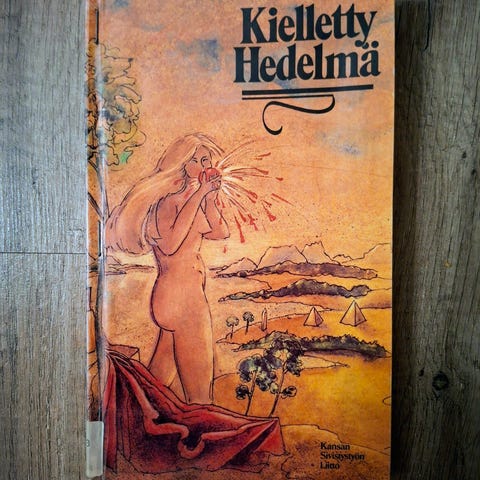 Kielletty
Hedelmä
Kansan
Sivistystyön
Liitto